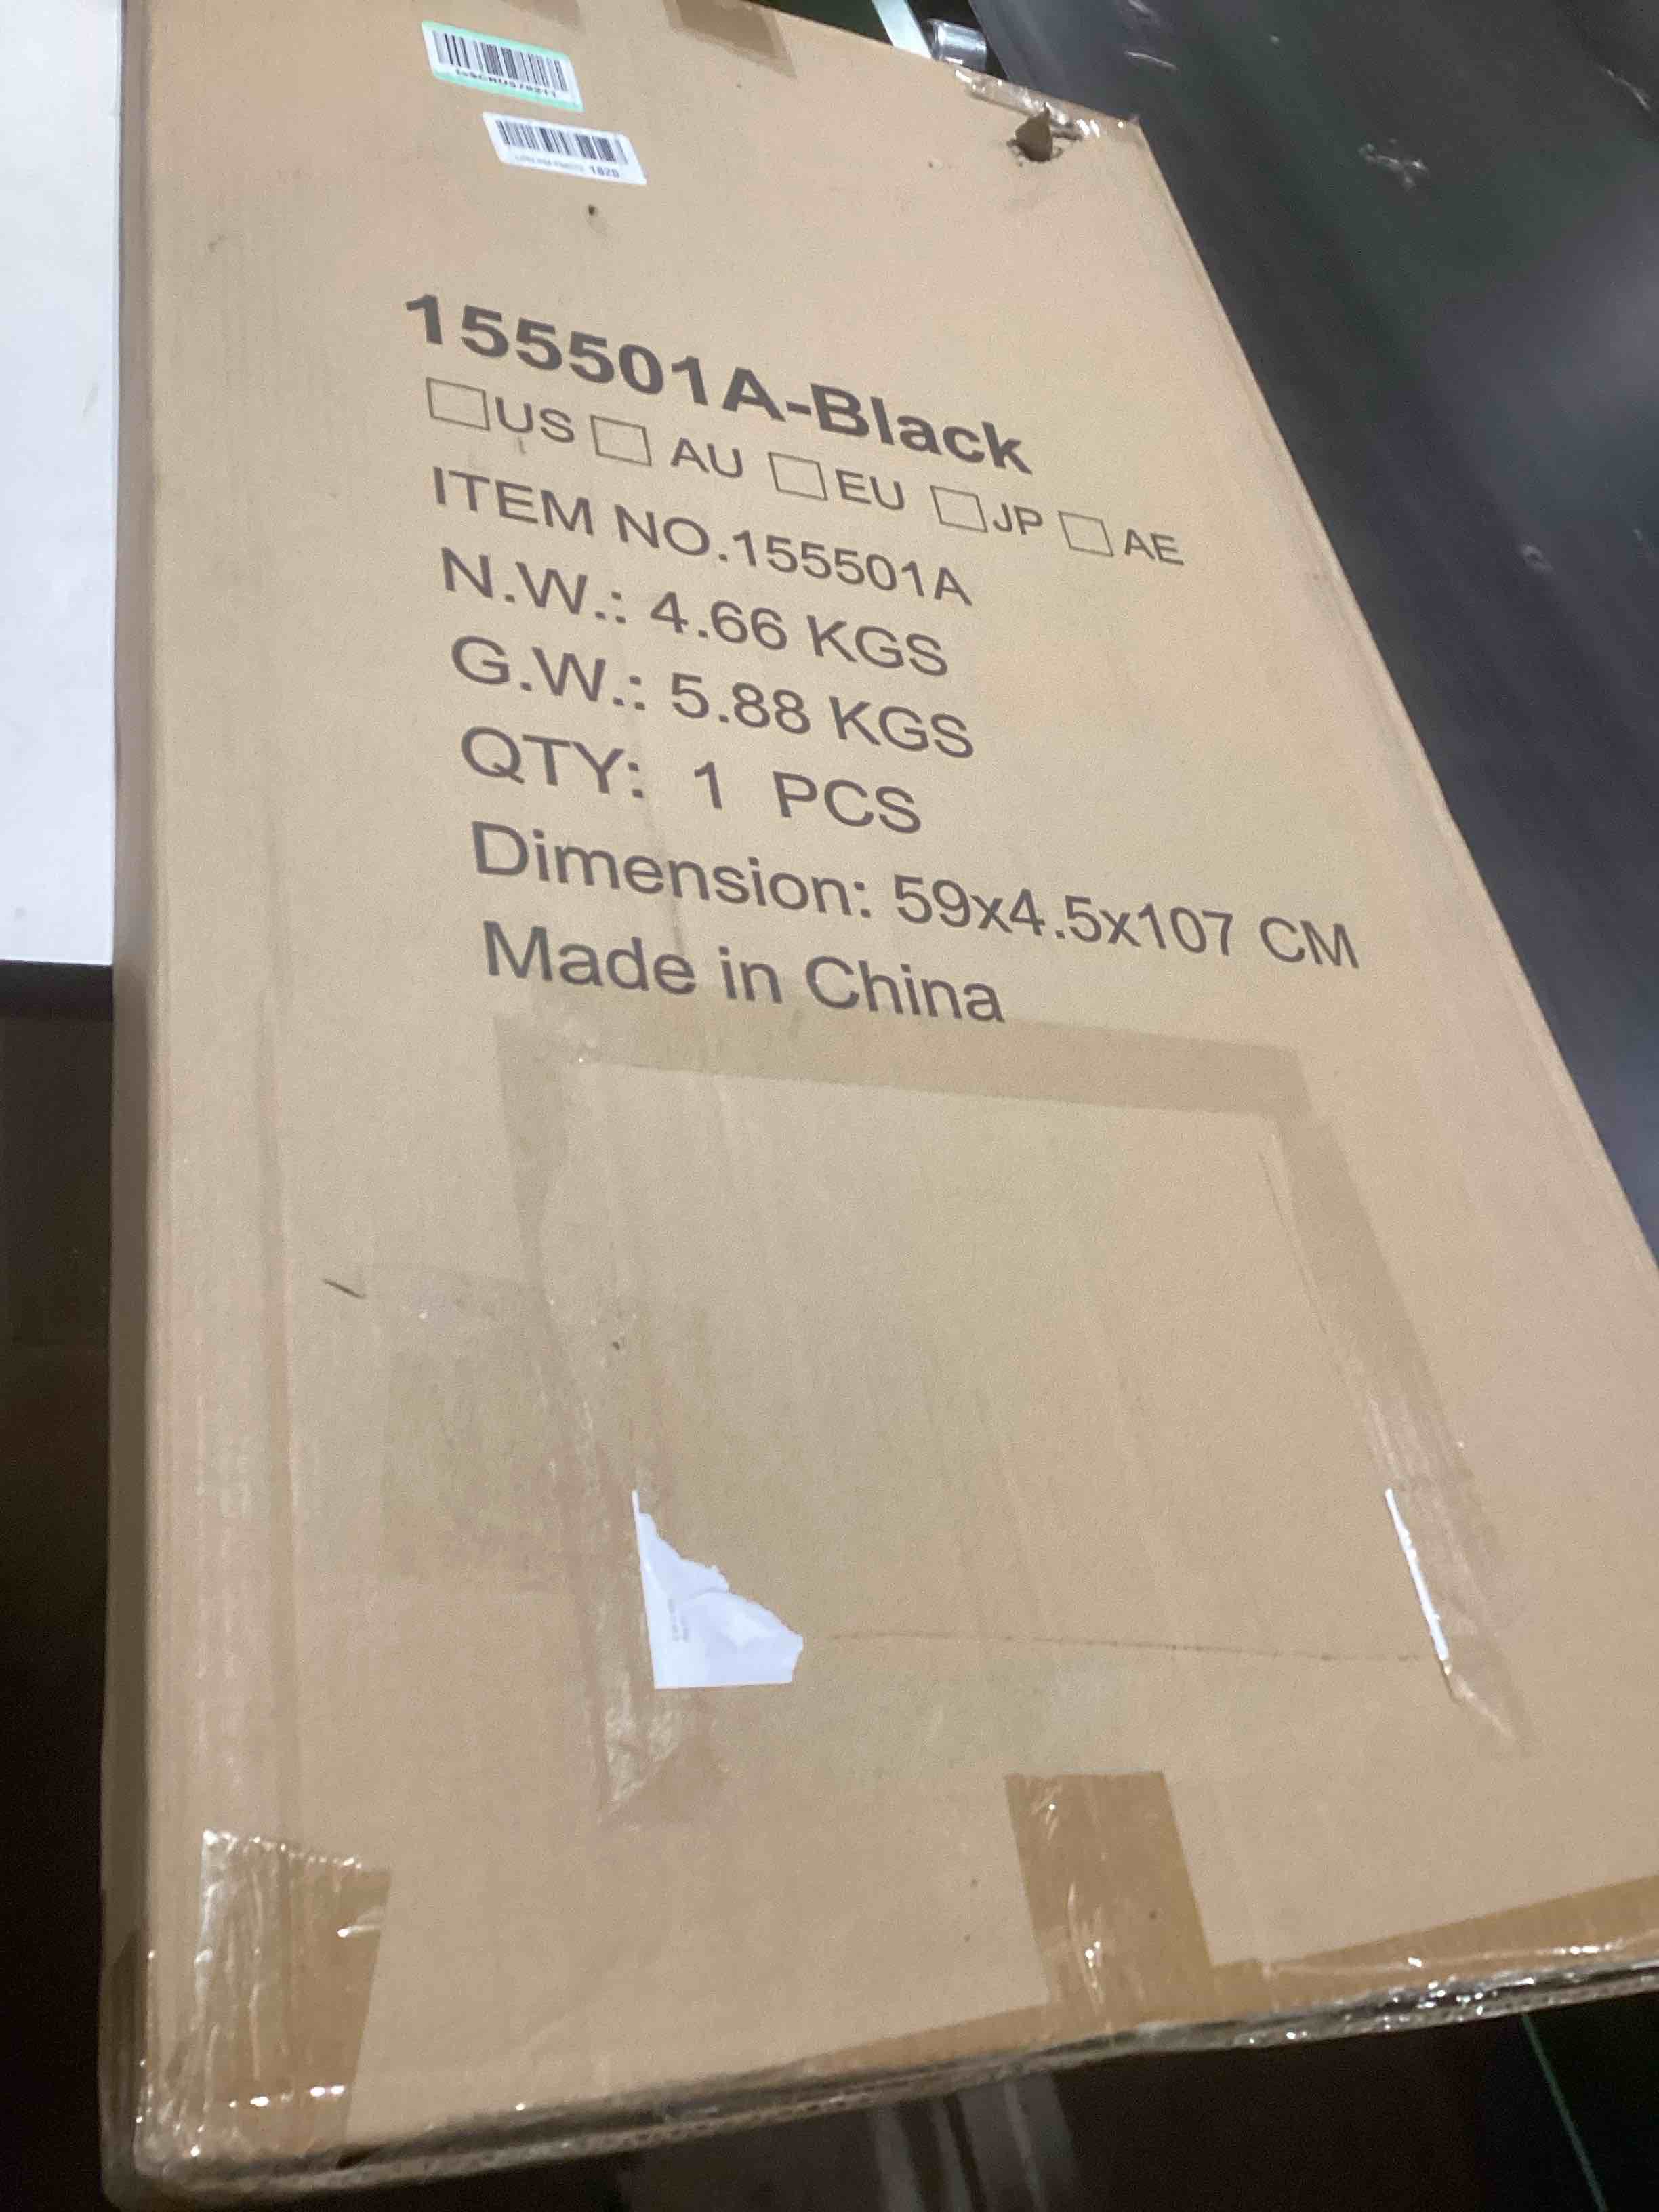 1826
155501A-Black
☐US ☐ AU ☐EU ☐JP ☐ AE
ITEM NO.155501A
N.W.: 4.66 KGS
G.W.: 5.88 KGS
QTY: 1 PCS
Dimension: 59x4.5x107 CM
Made in China